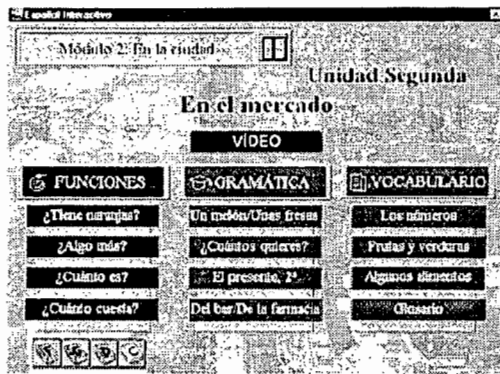 Español Interactivo
Módulo 2: En la ciudad
Unidad Segunda
En el mercado
VÍDEO
FUNCIONES
¿Tiene naranjas?
¿Algo más?
¿Cuánto es?
¿Cuánto cuesta?
GRAMÁTICA
Un melón/Unas fresas
¿Cuántos quieres?
El presente, 2ª
Del bar/De la farmacia
VOCABULARIO
Los números
Frutas y verduras
Algunos alimentos
Glosario